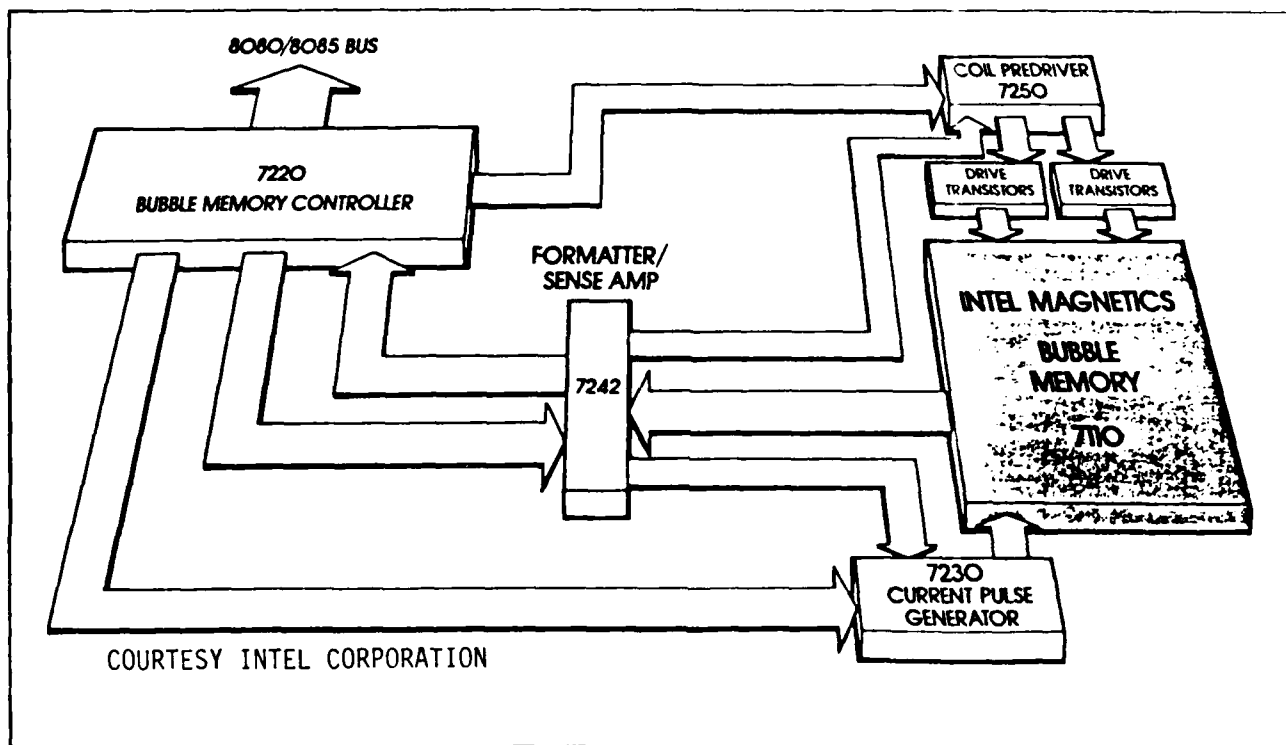 8080/8085 BUS
7220
BUBBLE MEMORY CONTROLLER
COIL PREDRIVER
7250
DRIVE
TRANSISTORS
DRIVE
TRANSISTORS
FORMATTER/
SENSE AMP
7242
INTEL MAGNETICS
BUBBLE
MEMORY
7110
7230
CURRENT PULSE
GENERATOR
COURTESY INTEL CORPORATION